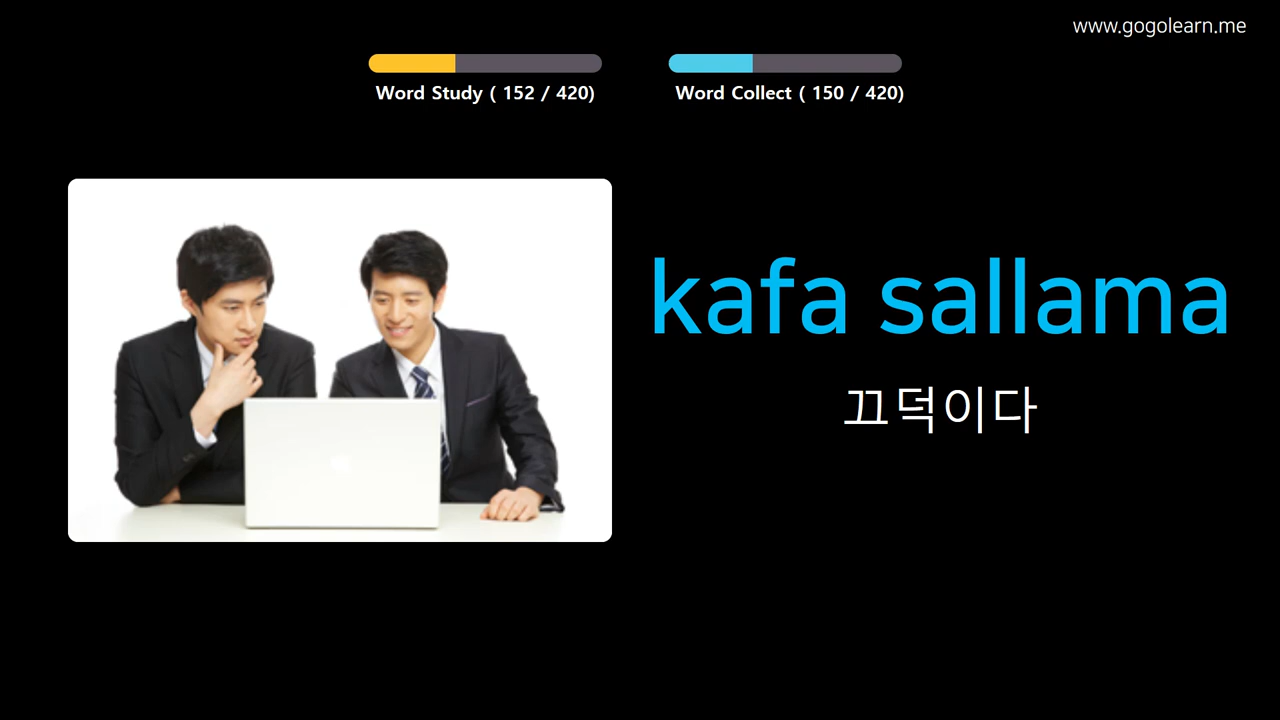 www.gogolearn.me
Word Study ( 152 / 420)
Word Collect ( 150 / 420)
kafa sallama
끄덕이다